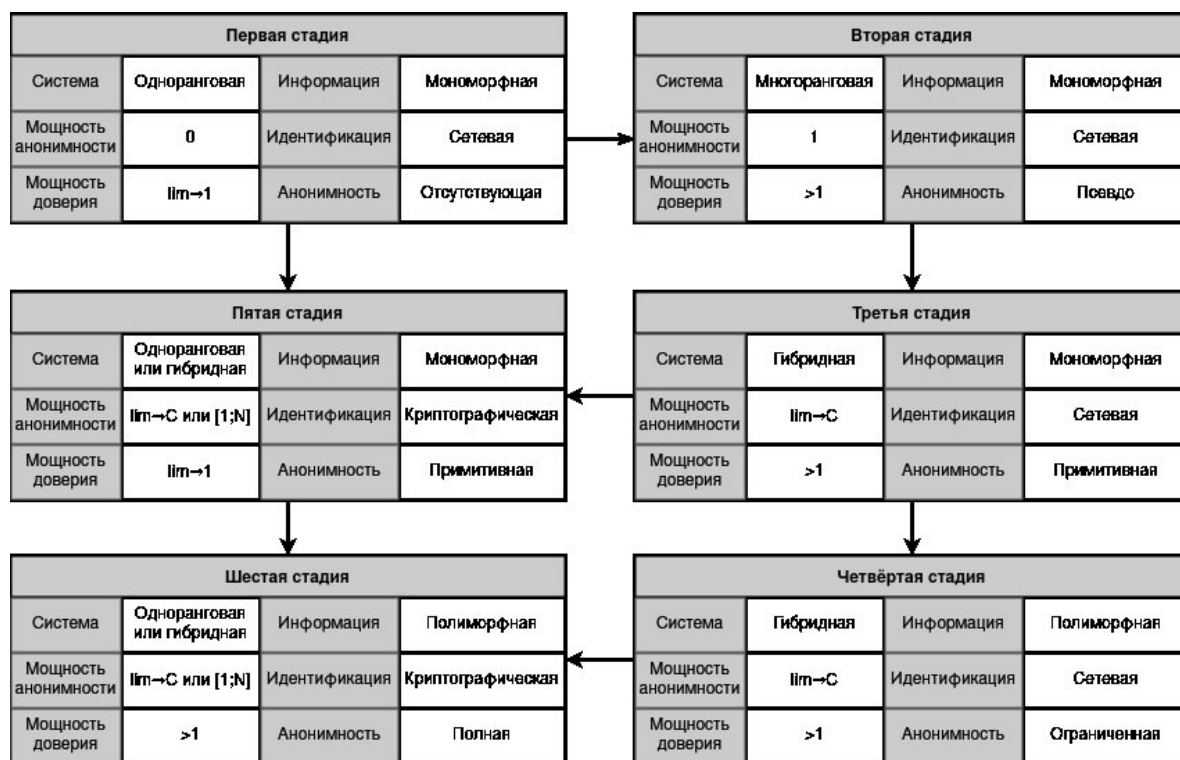 Первая стадия
Система Одноранговая Информация Мономорфная
Мощность анонимности 0 Идентификация Сетевая
Мощность доверия lim→1 Анонимность Отсутствующая
Вторая стадия
Система Многоранговая Информация Мономорфная
Мощность анонимности 1 Идентификация Сетевая
Мощность доверия >1 Анонимность Псевдо
Пятая стадия
Система Одноранговая или гибридная Информация Мономорфная
Мощность анонимности lim→C или [1;N] Идентификация Криптографическая
Мощность доверия lim→1 Анонимность Примитивная
Третья стадия
Система Гибридная Информация Мономорфная
Мощность анонимности lim→C Идентификация Сетевая
Мощность доверия >1 Анонимность Примитивная
Шестая стадия
Система Одноранговая или гибридная Информация Полиморфная
Мощность анонимности lim→C или [1;N] Идентификация Криптографическая
Мощность доверия >1 Анонимность Полная
Четвёртая стадия
Система Гибридная Информация Полиморфная
Мощность анонимности lim→C Идентификация Сетевая
Мощность доверия >1 Анонимность Ограниченная